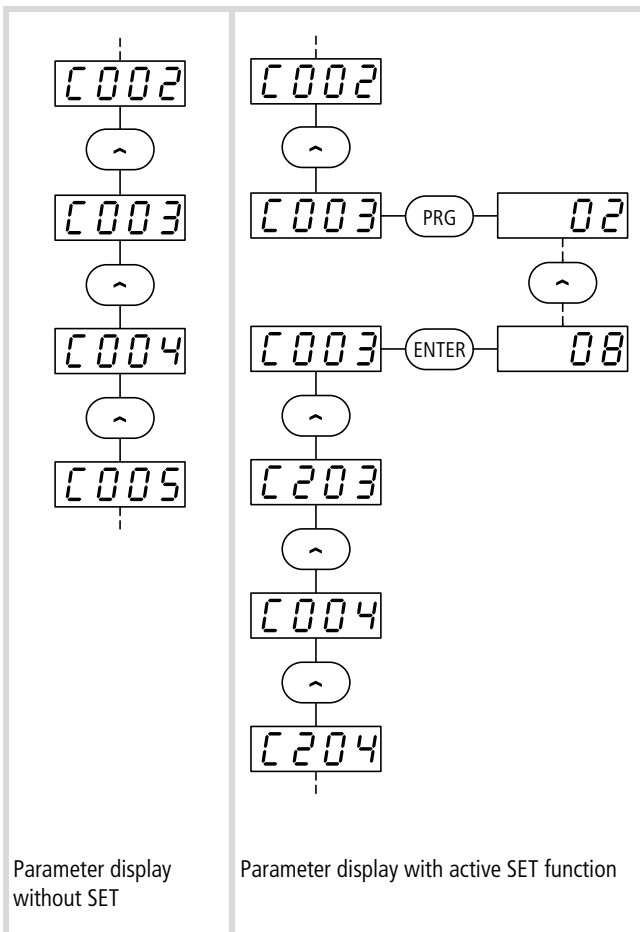 C002
C003
C004
C005
Parameter display
without SET
C002
C003 PRG 02
C003 ENTER 08
C203
C004
C204
Parameter display with active SET function